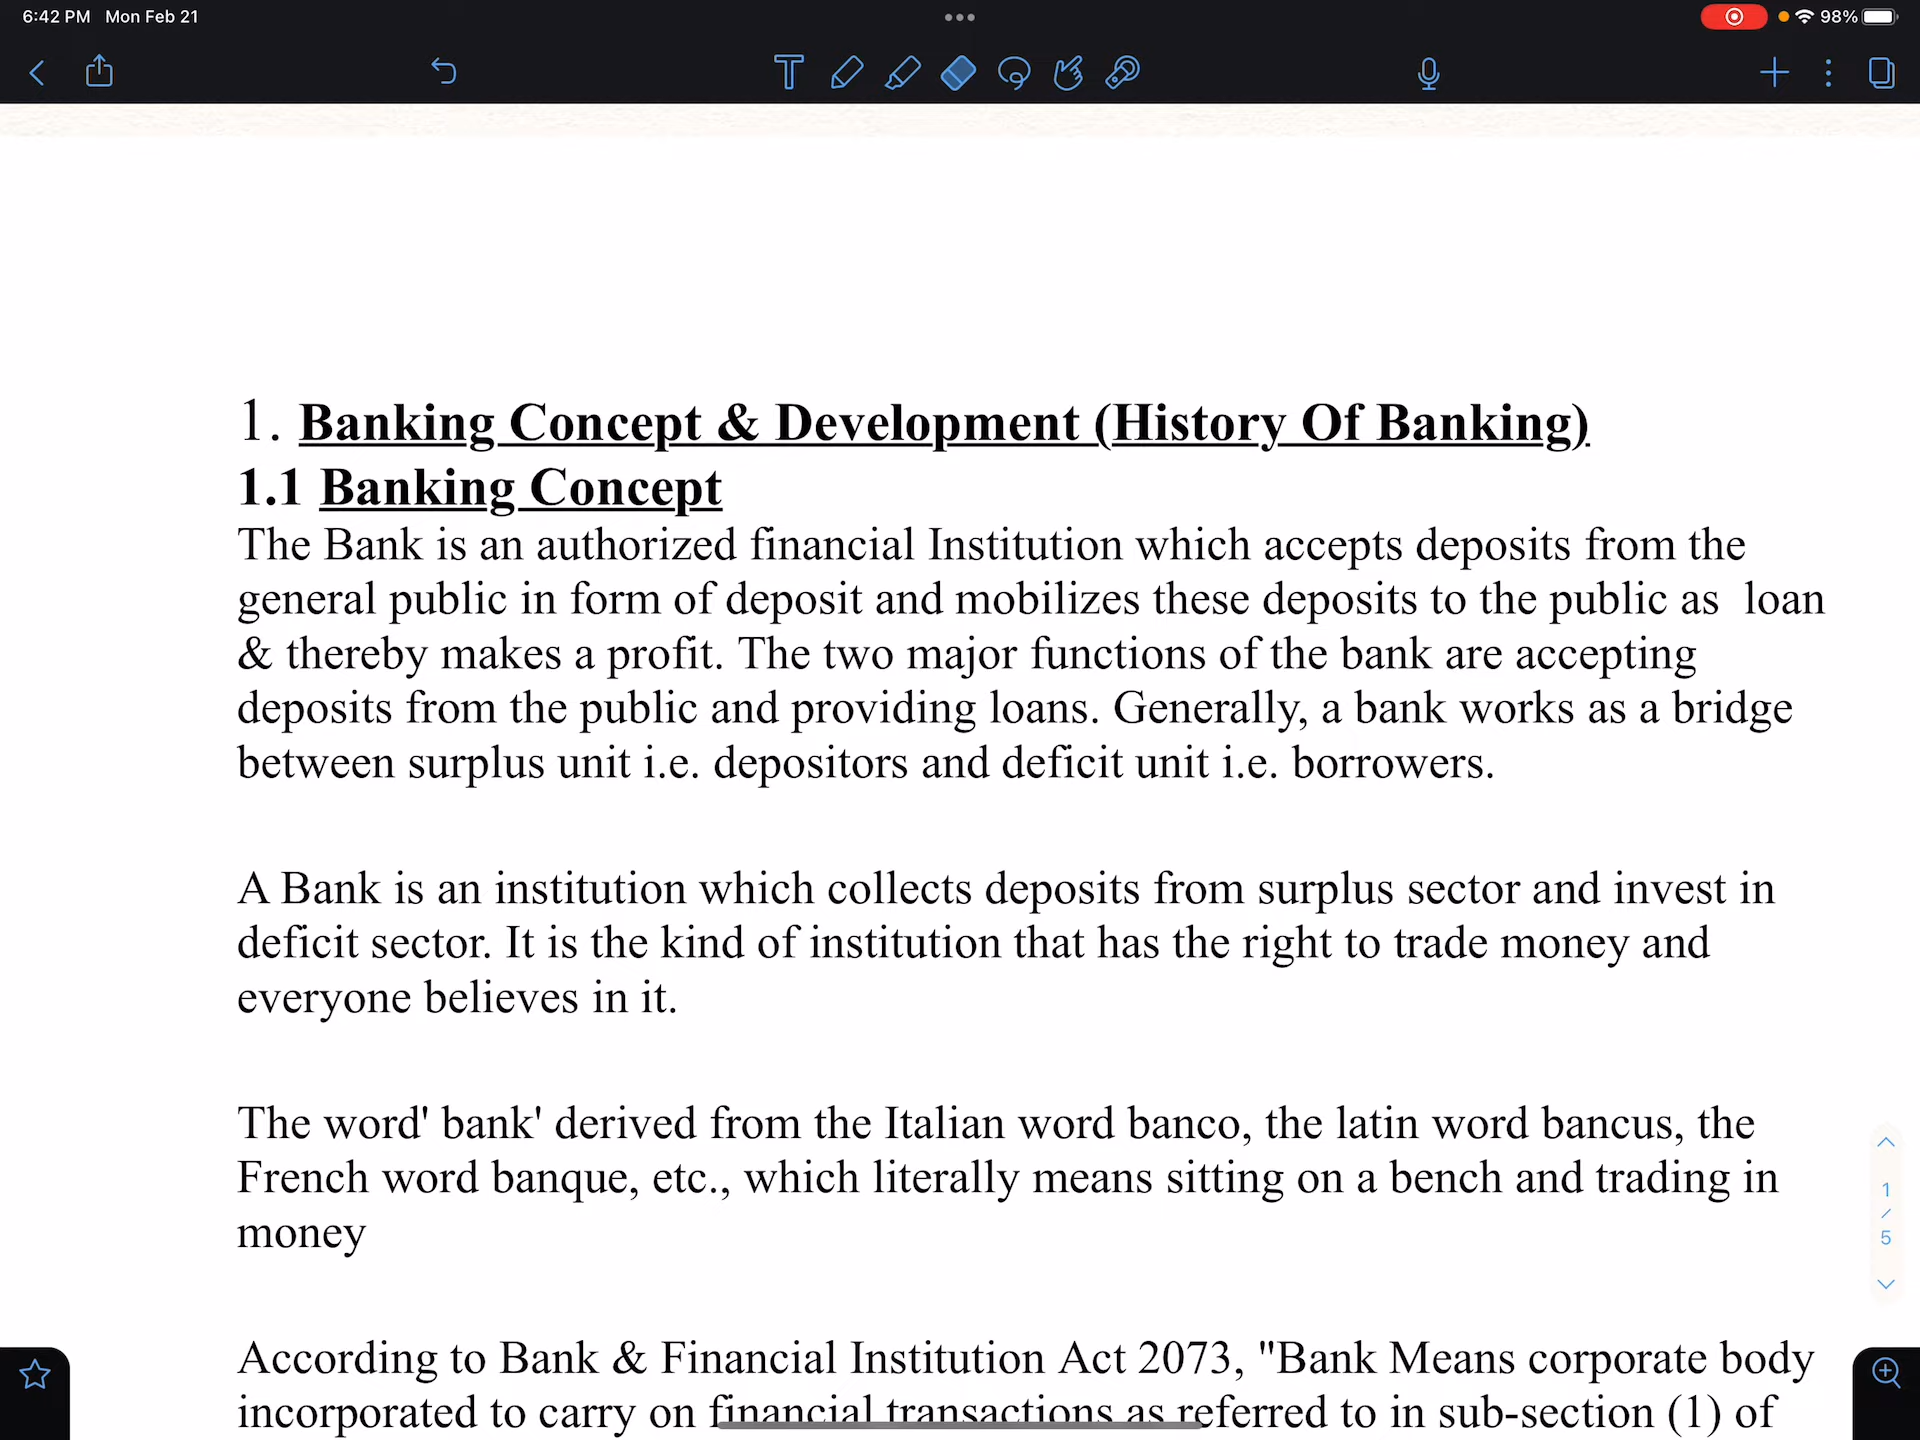 6:42 PM Mon Feb 21
98%
T
1. Banking Concept & Development (History Of Banking)
1.1 Banking Concept
The Bank is an authorized financial Institution which accepts deposits from the
general public in form of deposit and mobilizes these deposits to the public as loan
& thereby makes a profit. The two major functions of the bank are accepting
deposits from the public and providing loans. Generally, a bank works as a bridge
between surplus unit i.e. depositors and deficit unit i.e. borrowers.
A Bank is an institution which collects deposits from surplus sector and invest in
deficit sector. It is the kind of institution that has the right to trade money and
everyone believes in it.
The word' bank' derived from the Italian word banco, the latin word bancus, the
French word banque, etc., which literally means sitting on a bench and trading in
money
1
/
5
According to Bank & Financial Institution Act 2073, "Bank Means corporate body
incorporated to carry on financial transactions as referred to in sub-section (1) of